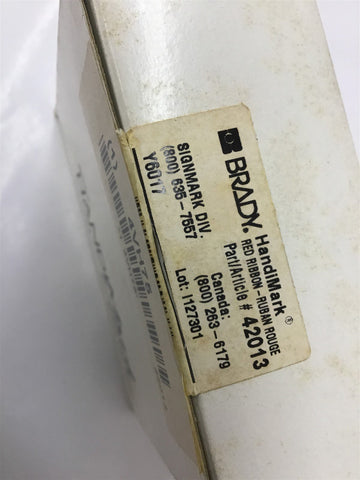 BRADY. HandiMark®
RED RIBBON - RUBAN ROUGE
Part/Article # 42013
SIGNMARK DIV.
(800) 635-7557
Canada:
(800) 263-6179
Y6017
Lot: 1127301